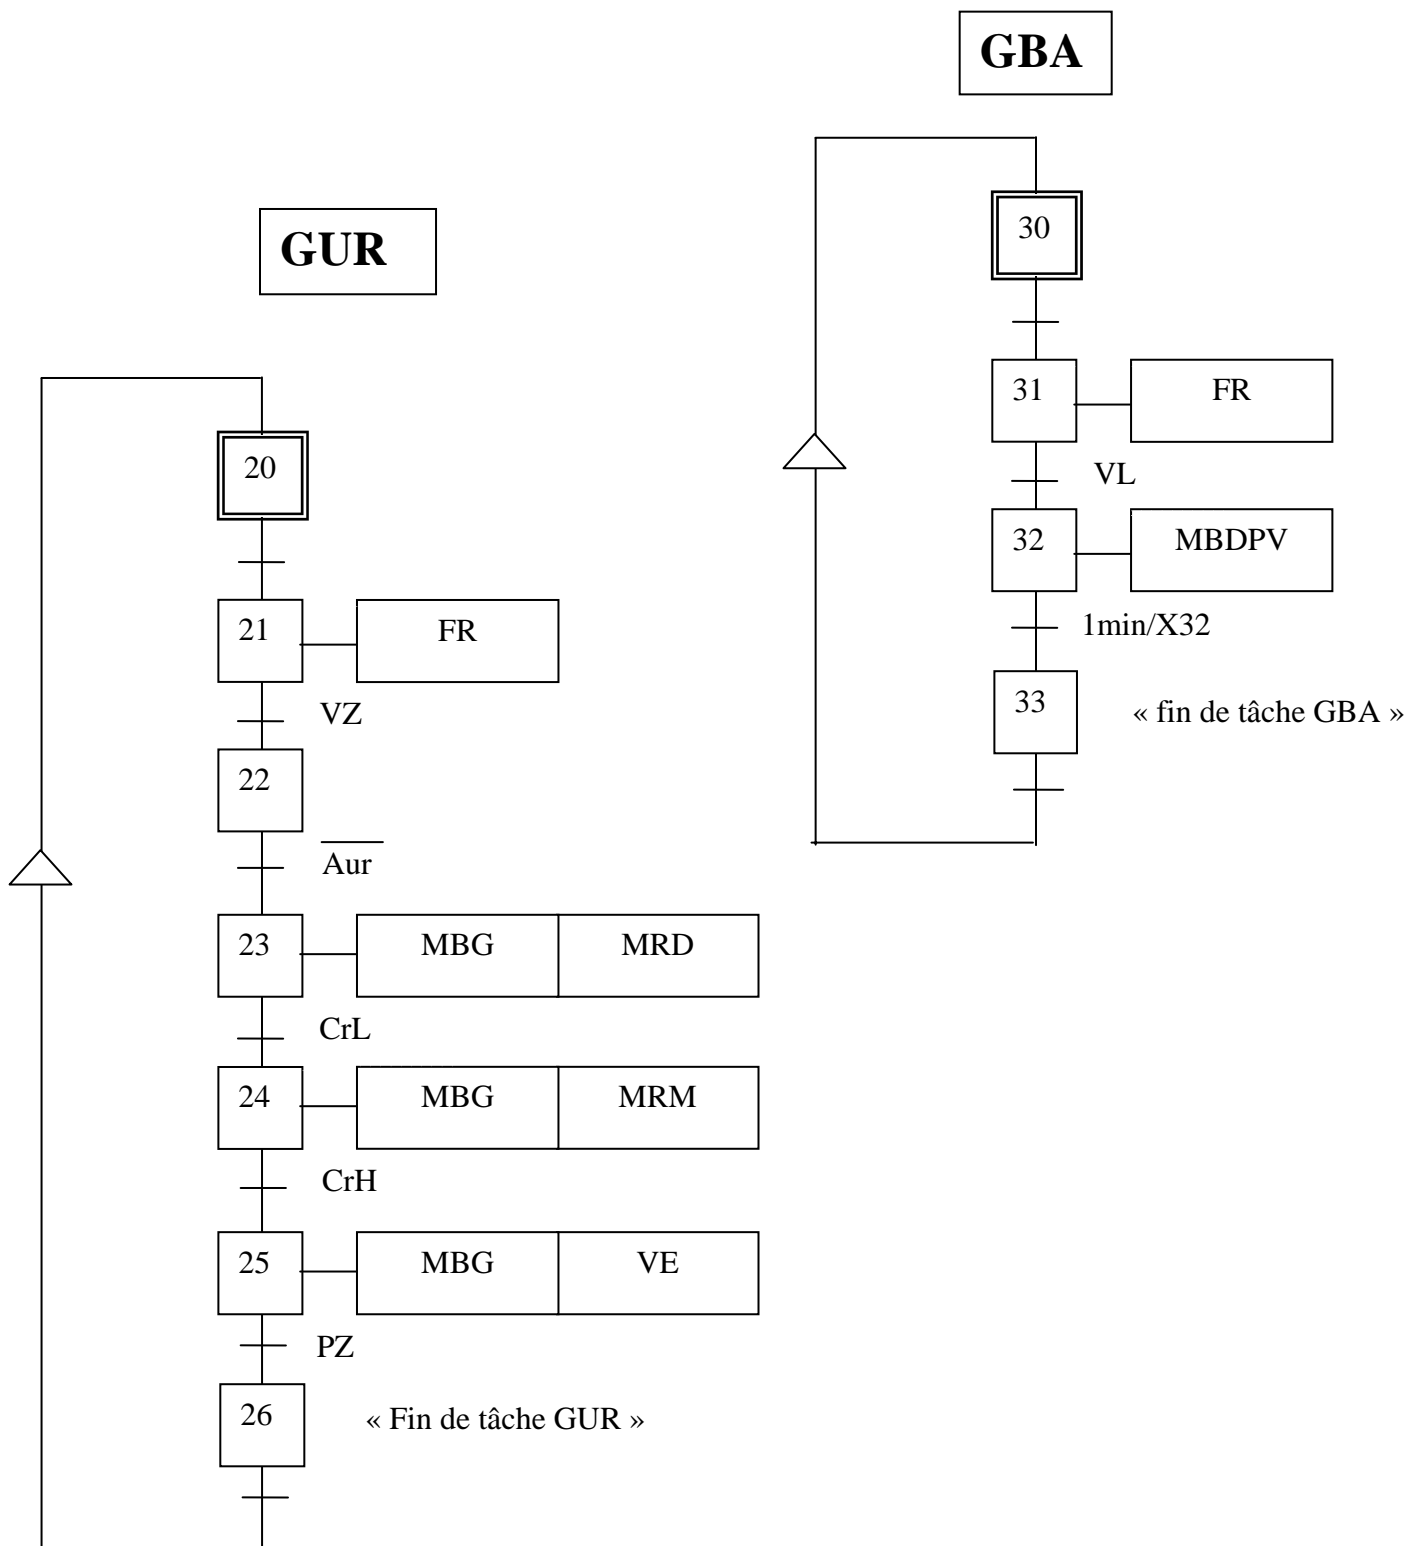 GUR
20
21 FR
VZ
22
A̅u̅r̅
23 MBG MRD
CrL
24 MBG MRM
CrH
25 MBG VE
PZ
26 « Fin de tâche GUR »
GBA
30
31 FR
VL
32 MBDPV
1min/X32
33 « fin de tâche GBA »